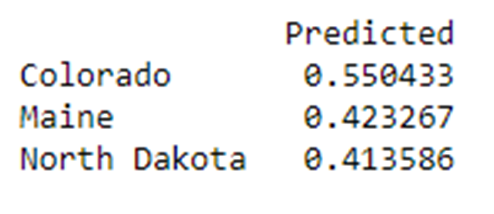 Predicted
Colorado 0.550433
Maine 0.423267
North Dakota 0.413586